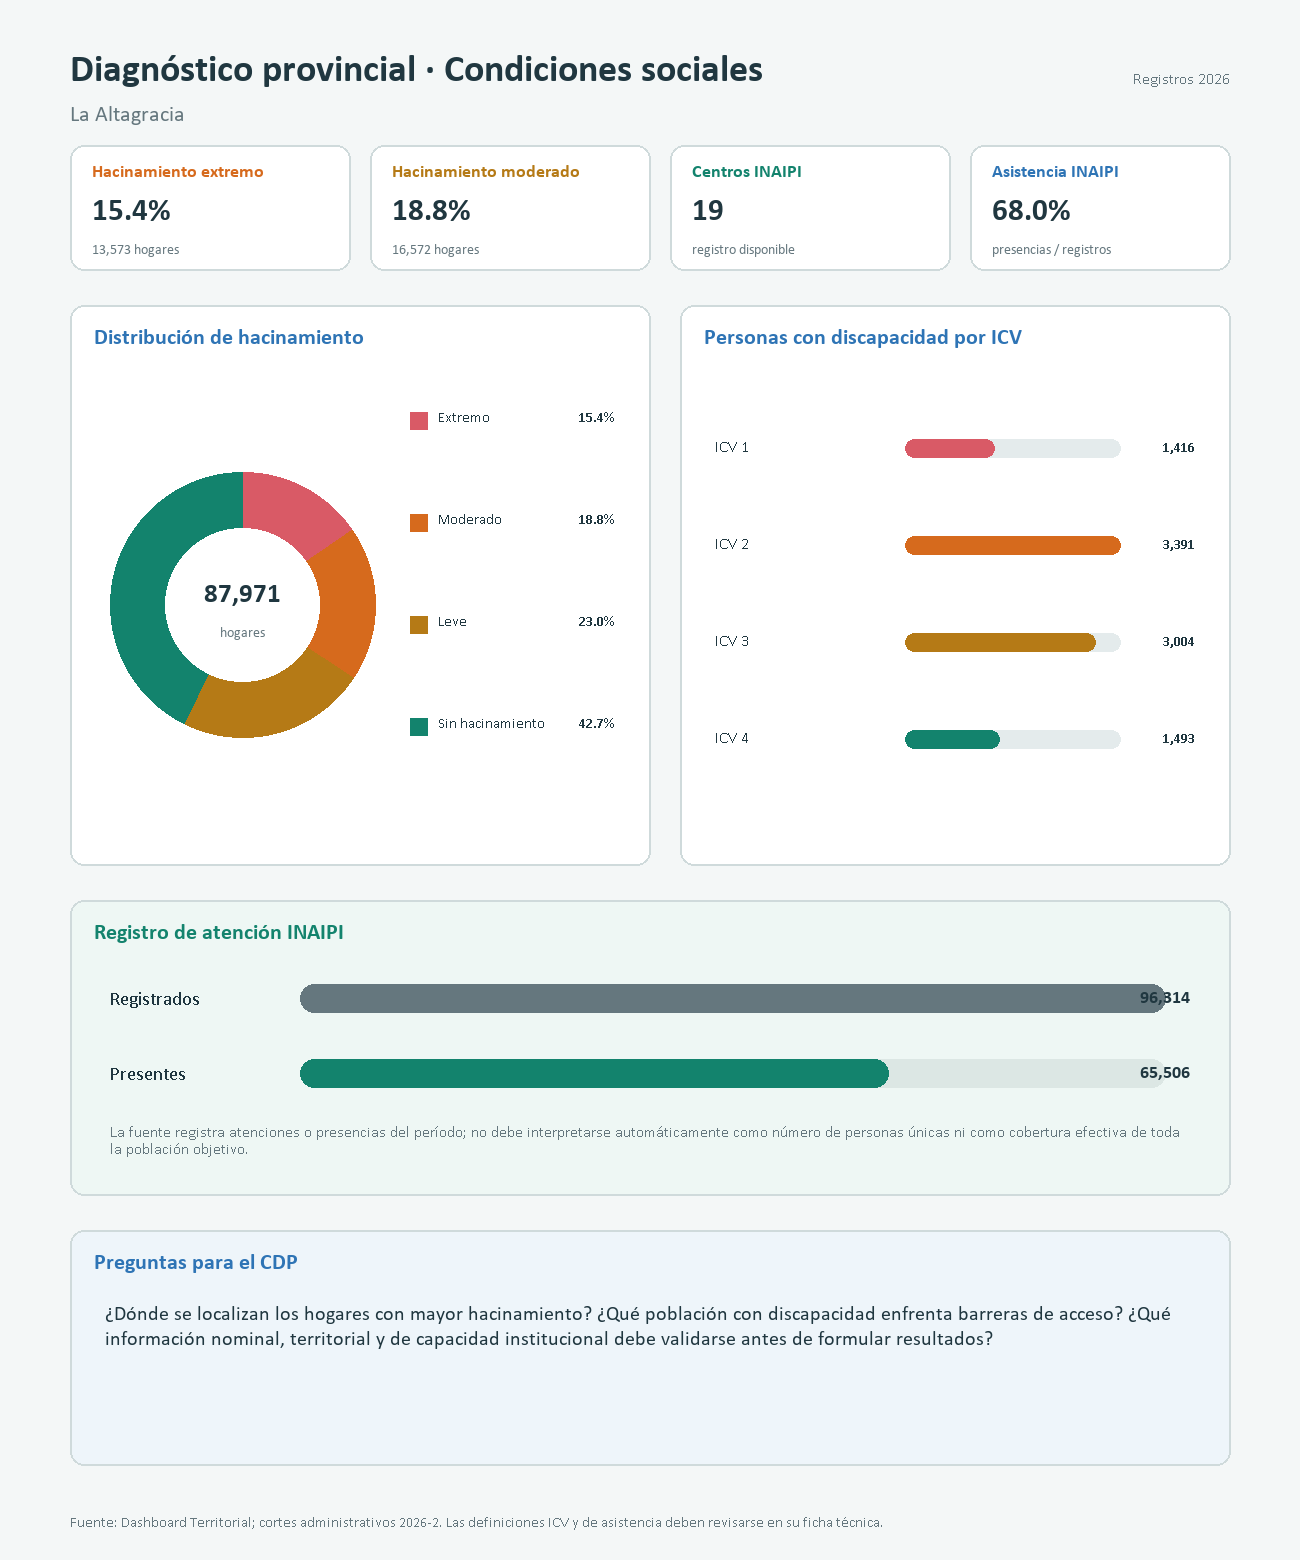 Diagnóstico provincial · Condiciones sociales
Registros 2026
La Altagracia
Hacinamiento extremo
15.4%
13,573 hogares
Hacinamiento moderado
18.8%
16,572 hogares
Centros INAIPI
19
registro disponible
Asistencia INAIPI
68.0%
presencias / registros
Distribución de hacinamiento
87,971
hogares
Extremo 15.4%
Moderado 18.8%
Leve 23.0%
Sin hacinamiento 42.7%
Personas con discapacidad por ICV
ICV 1 1,416
ICV 2 3,391
ICV 3 3,004
ICV 4 1,493
Registro de atención INAIPI
Registrados 96,314
Presentes 65,506
La fuente registra atenciones o presencias del período; no debe interpretarse automáticamente como número de personas únicas ni como cobertura efectiva de toda
la población objetivo.
Preguntas para el CDP
¿Dónde se localizan los hogares con mayor hacinamiento? ¿Qué población con discapacidad enfrenta barreras de acceso? ¿Qué
información nominal, territorial y de capacidad institucional debe validarse antes de formular resultados?
Fuente: Dashboard Territorial; cortes administrativos 2026-2. Las definiciones ICV y de asistencia deben revisarse en su ficha técnica.